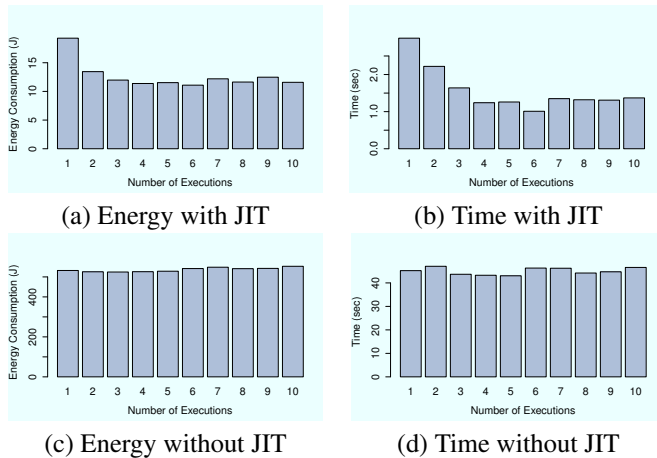 Energy Consumption (J)
15
10
5
0
1 2 3 4 5 6 7 8 9 10
Number of Executions
(a) Energy with JIT
Time (sec)
2.0
1.0
0.0
1 2 3 4 5 6 7 8 9 10
Number of Executions
(b) Time with JIT
Energy Consumption (J)
400
200
0
1 2 3 4 5 6 7 8 9 10
Number of Executions
(c) Energy without JIT
Time (sec)
40
30
20
10
0
1 2 3 4 5 6 7 8 9 10
Number of Executions
(d) Time without JIT